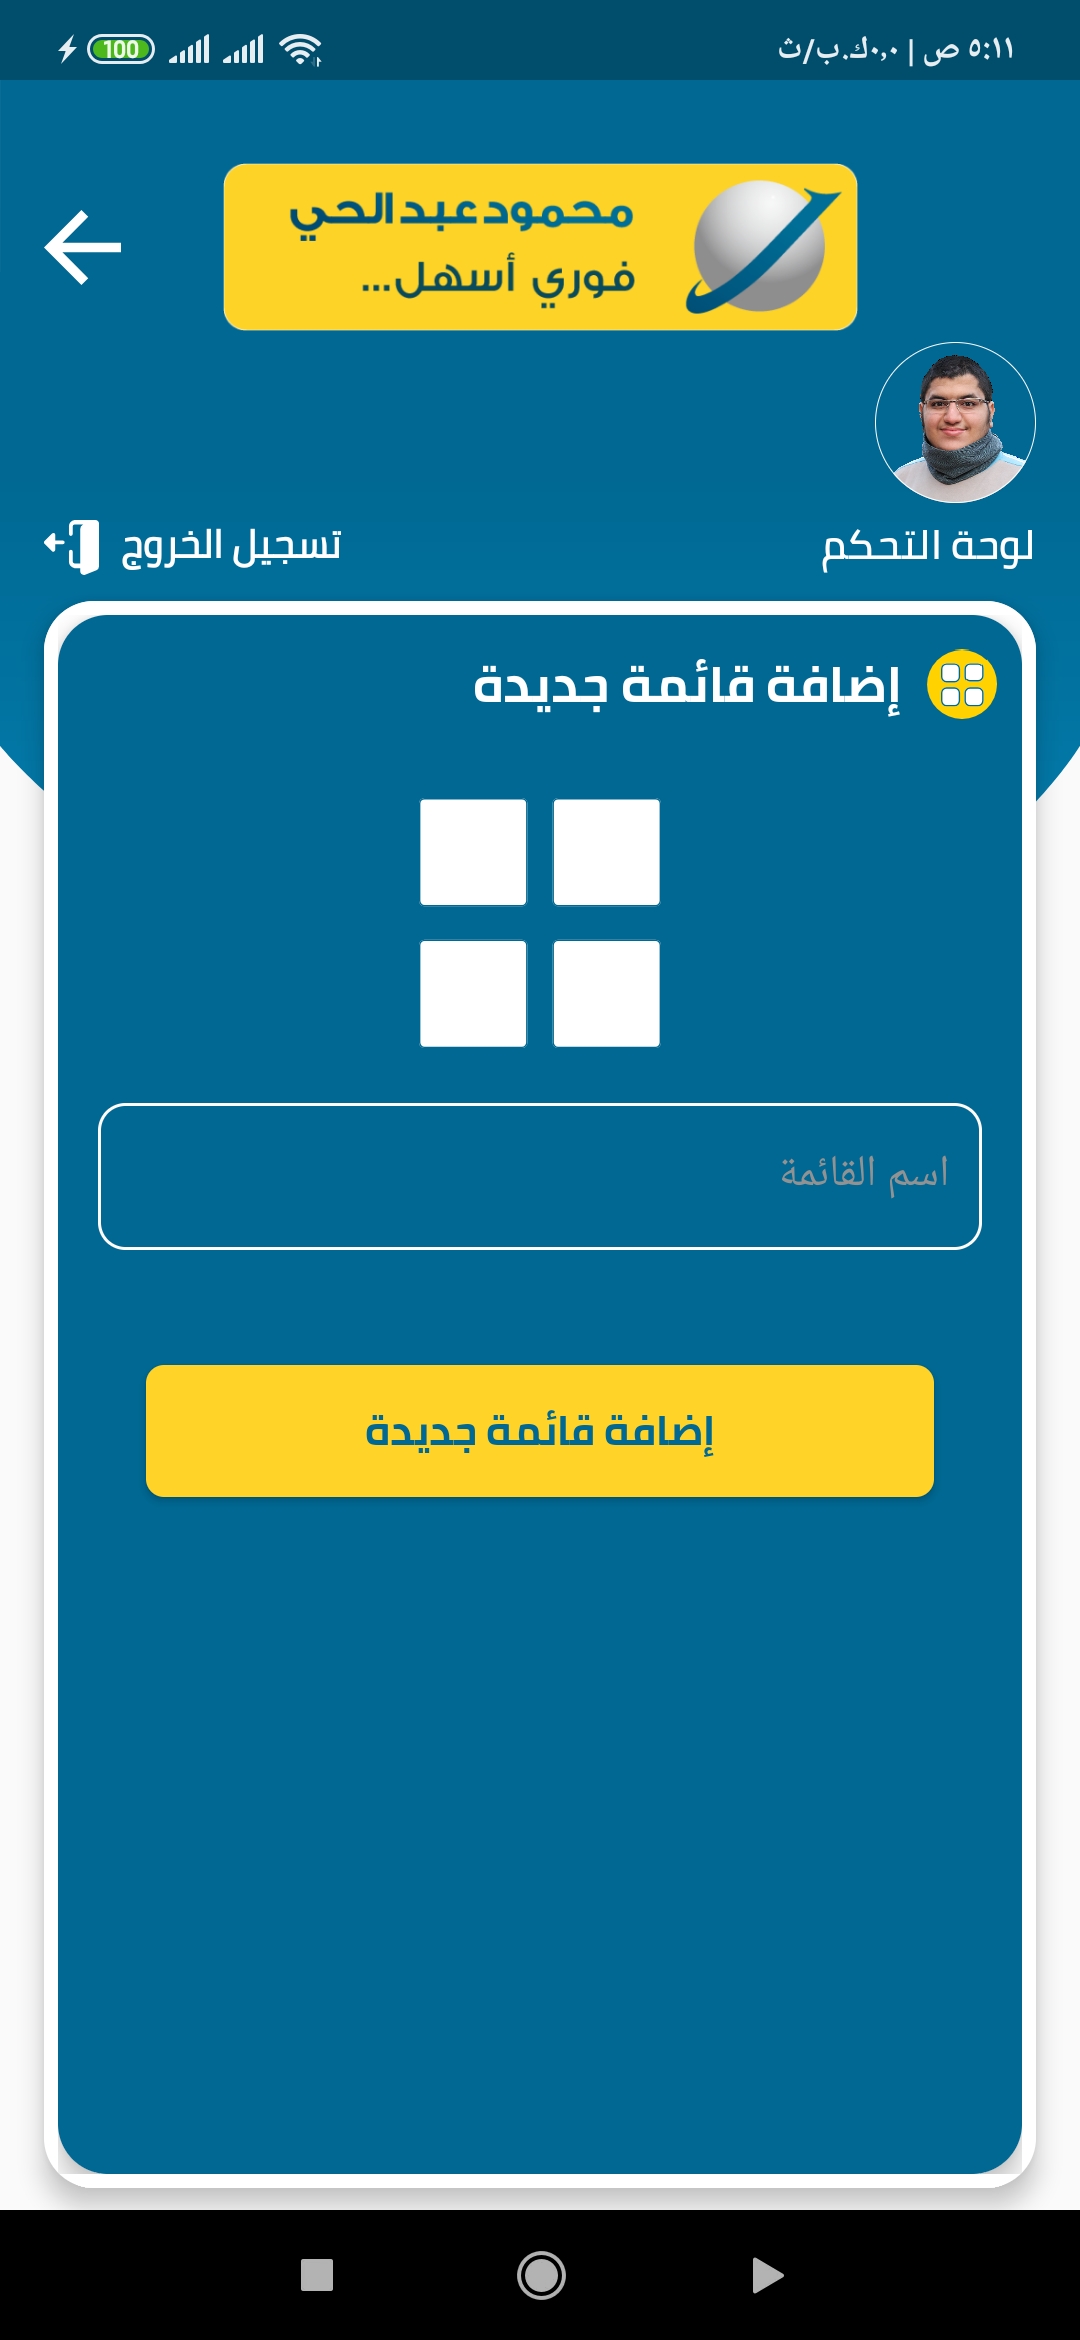 ٥:١١ ص | ٠,٠ك.ب/ث
100
محمود عبد الحي
فوري أسهل...
لوحة التحكم
تسجيل الخروج
إضافة قائمة جديدة
اسم القائمة
إضافة قائمة جديدة